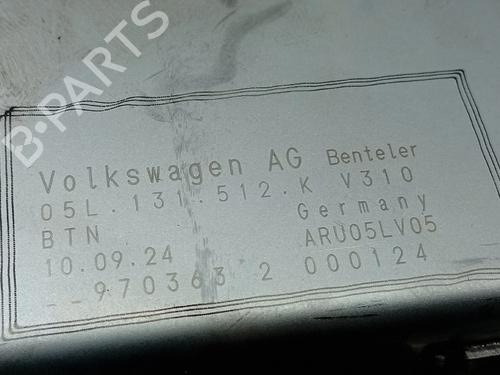 B-PARTS
Volkswagen AG Benteler
05L.131.512.K V310
BTN Germany
10.09.24 ARU05LV05
--970363 2 000124